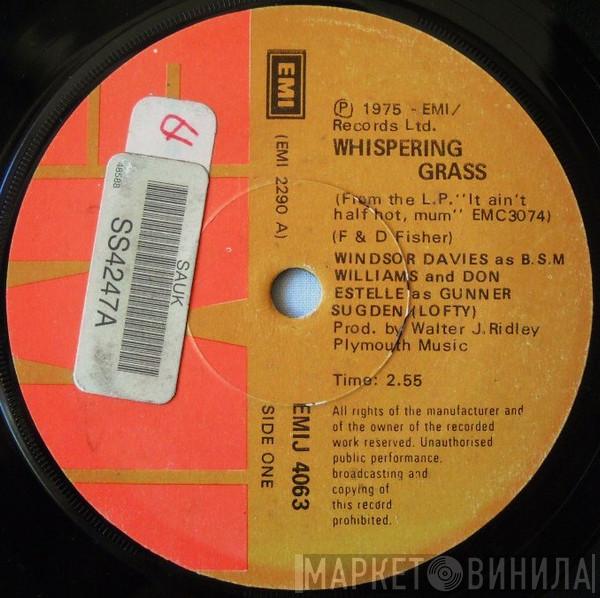 EMI
(EMI 2290 A)
Ⓟ 1975 - EMI/
Records Ltd.
WHISPERING
GRASS
(From the L.P. "It ain't
half hot, mum" EMC3074)
(F & D Fisher)
WINDSOR DAVIES as B.S.M
WILLIAMS and DON
ESTELLE as GUNNER
SUGDEN (LOFTY)
Prod. by Walter J. Ridley
Plymouth Music
Time: 2.55
All rights of the manufacturer and
of the owner of the recorded
work reserved. Unauthorised
public performance,
broadcasting and
copying of
this record
prohibited.
EMIJ 4063
SIDE ONE
A
48588
SAUK
SS4247A
МАРКЕТ ВИНИЛА